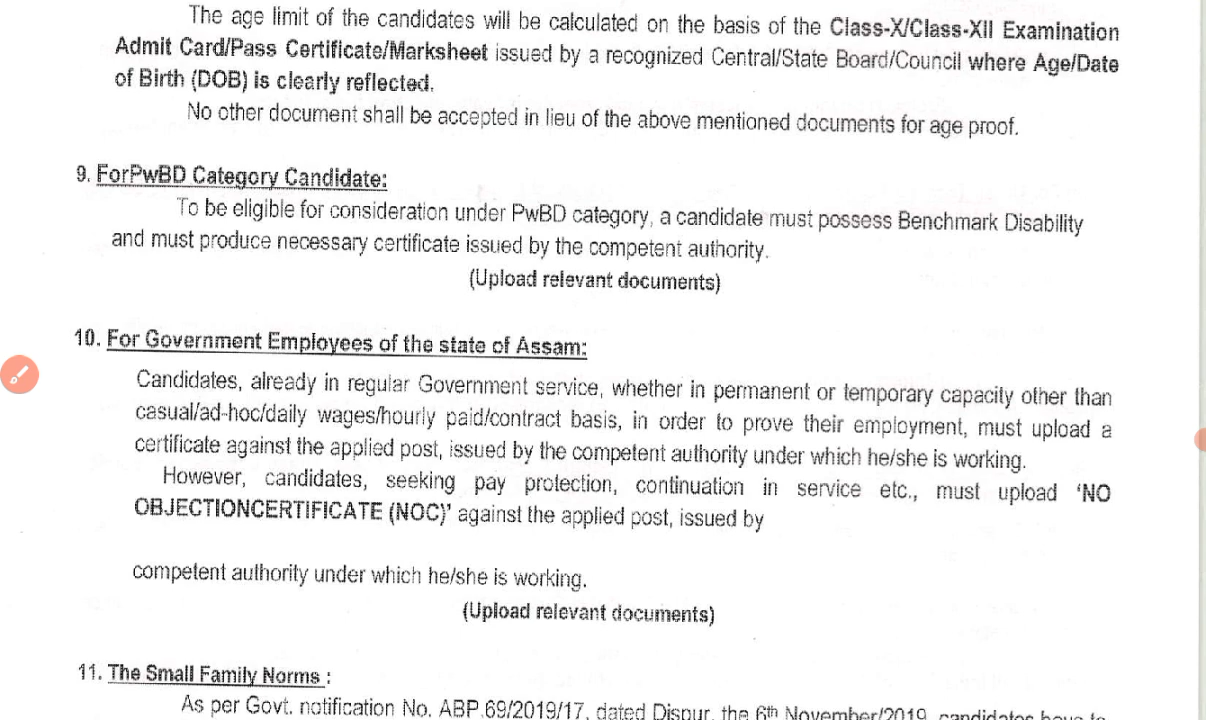 The age limit of the candidates will be calculated on the basis of the Class-X/Class-XII Examination
Admit Card/Pass Certificate/Marksheet issued by a recognized Central/State Board/Council where Age/Date
of Birth (DOB) is clearly reflected.
No other document shall be accepted in lieu of the above mentioned documents for age proof.
9. ForPwBD Category Candidate:
To be eligible for consideration under PwBD category, a candidate must possess Benchmark Disability
and must produce necessary certificate issued by the competent authority.
(Upload relevant documents)
10. For Government Employees of the state of Assam:
Candidates, already in regular Government service, whether in permanent or temporary capacity other than
casual/ad-hoc/daily wages/hourly paid/contract basis, in order to prove their employment, must upload a
certificate against the applied post, issued by the competent authority under which he/she is working.
However, candidates, seeking pay protection, continuation in service etc., must upload ‘NO
OBJECTIONCERTIFICATE (NOC)’ against the applied post, issued by
competent authority under which he/she is working.
(Upload relevant documents)
11. The Small Family Norms :
As per Govt. notification No. ABP.69/2019/17, dated Dispur, the 6th November/2019, candidates have to